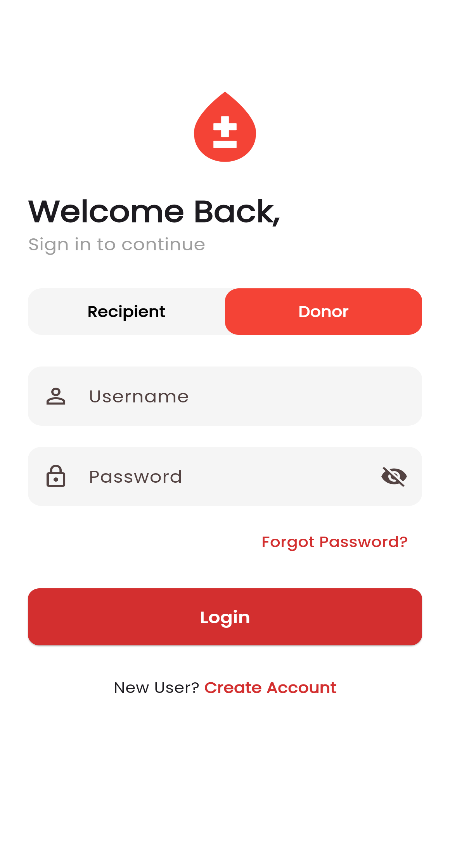 Welcome Back,
Sign in to continue
Recipient
Donor
Username
Password
Forgot Password?
Login
New User? Create Account